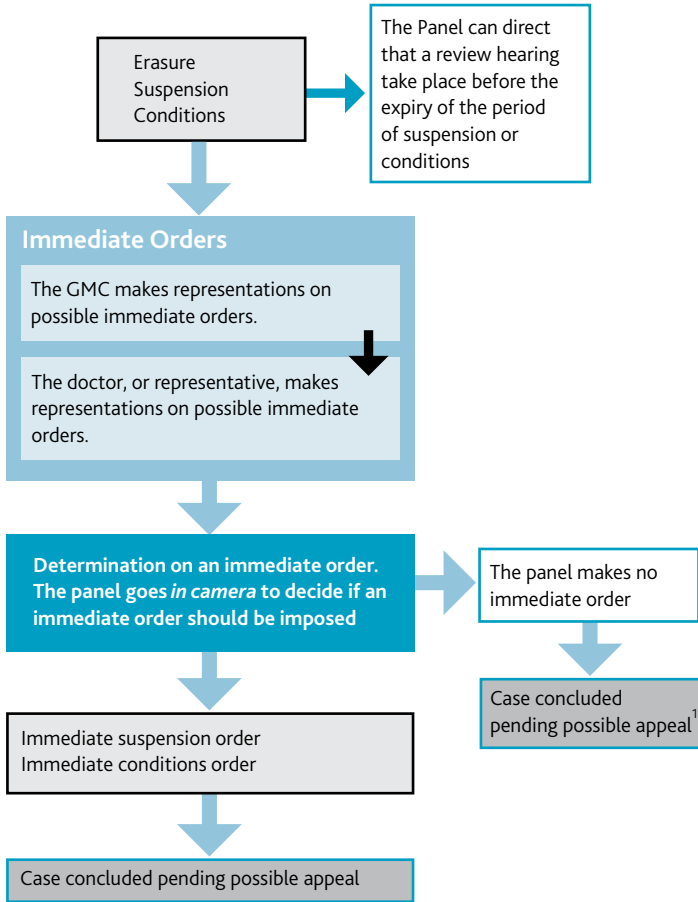 Erasure
Suspension
Conditions
The Panel can direct
that a review hearing
take place before the
expiry of the period
of suspension or
conditions
Immediate Orders
The GMC makes representations on
possible immediate orders.
The doctor, or representative, makes
representations on possible immediate
orders.
Determination on an immediate order.
The panel goes in camera to decide if an
immediate order should be imposed
The panel makes no
immediate order
Case concluded
pending possible appeal¹
Immediate suspension order
Immediate conditions order
Case concluded pending possible appeal